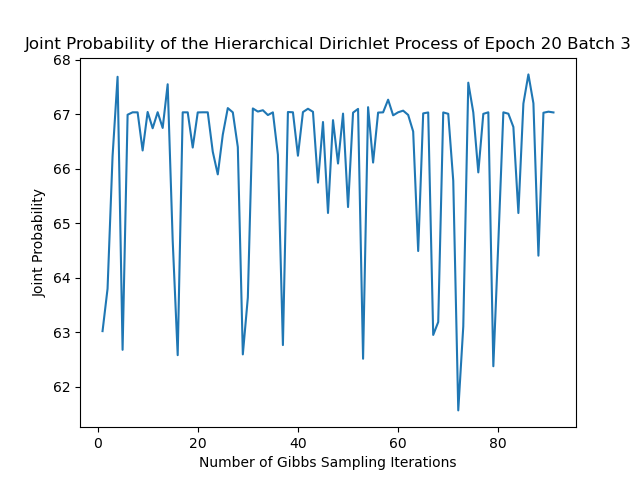 Joint Probability of the Hierarchical Dirichlet Process of Epoch 20 Batch 3
68
67
66
65
64
63
62
Joint Probability
0 20 40 60 80
Number of Gibbs Sampling Iterations